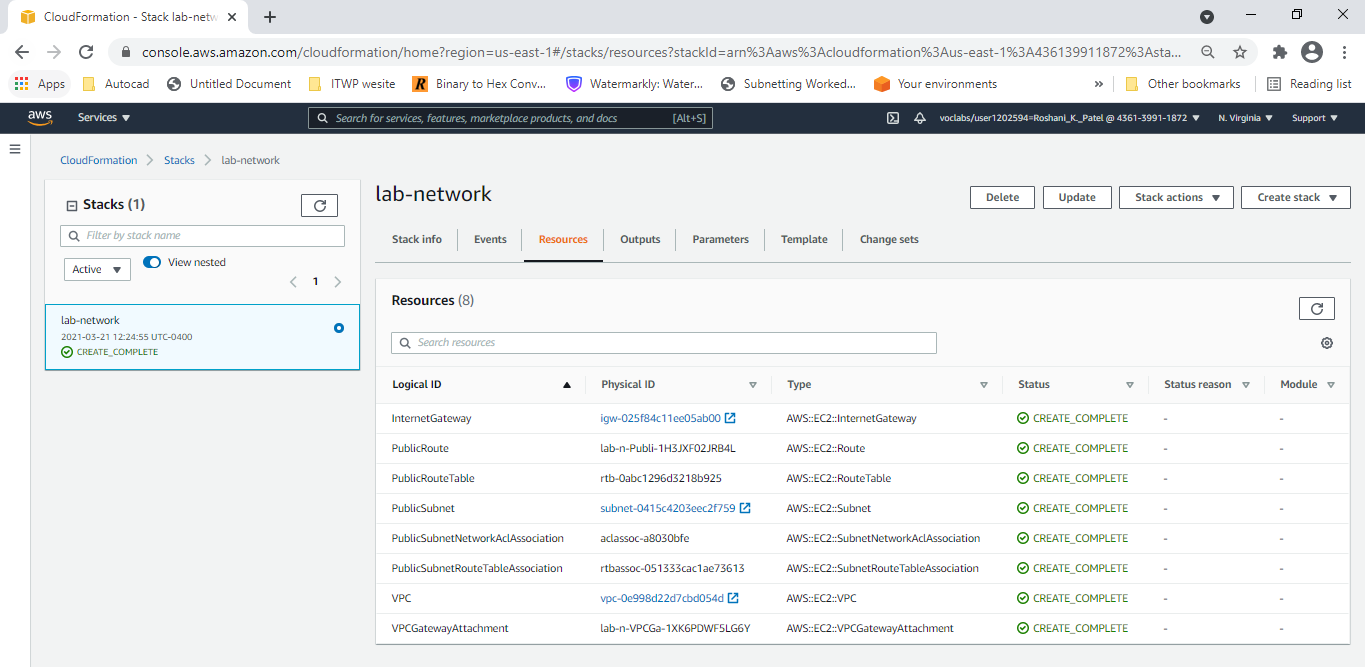 CloudFormation - Stack lab-netw
console.aws.amazon.com/cloudformation/home?region=us-east-1#/stacks/resources?stackId=arn%3Aaws%3Acloudformation%3Aus-east-1%3A436139911872%3Asta...
Apps Autocad Untitled Document ITWP wesite R Binary to Hex Conv... Watermarkly: Water... Subnetting Worked... Your environments » Other bookmarks Reading list
aws Services Search for services, features, marketplace products, and docs [Alt+S] voclabs/user1202594=Roshani_K._Patel @ 4361-3991-1872 N. Virginia Support
CloudFormation Stacks lab-network
Stacks (1)
Filter by stack name
Active View nested
1
lab-network
2021-03-21 12:24:55 UTC-0400
CREATE_COMPLETE
lab-network Delete Update Stack actions Create stack
Stack info Events Resources Outputs Parameters Template Change sets
Resources (8)
Search resources
Logical ID Physical ID Type Status Status reason Module
InternetGateway igw-025f84c11ee05ab00 AWS::EC2::InternetGateway CREATE_COMPLETE - -
PublicRoute lab-n-Publi-1H3JXF02JRB4L AWS::EC2::Route CREATE_COMPLETE - -
PublicRouteTable rtb-0abc1296d3218b925 AWS::EC2::RouteTable CREATE_COMPLETE - -
PublicSubnet subnet-0415c4203eec2f759 AWS::EC2::Subnet CREATE_COMPLETE - -
PublicSubnetNetworkAclAssociation aclassoc-a8030bfe AWS::EC2::SubnetNetworkAclAssociation CREATE_COMPLETE - -
PublicSubnetRouteTableAssociation rtbassoc-051333cac1ae73613 AWS::EC2::SubnetRouteTableAssociation CREATE_COMPLETE - -
VPC vpc-0e998d22d7cbd054d AWS::EC2::VPC CREATE_COMPLETE - -
VPCGatewayAttachment lab-n-VPCGa-1XK6PDWF5LG6Y AWS::EC2::VPCGatewayAttachment CREATE_COMPLETE - -